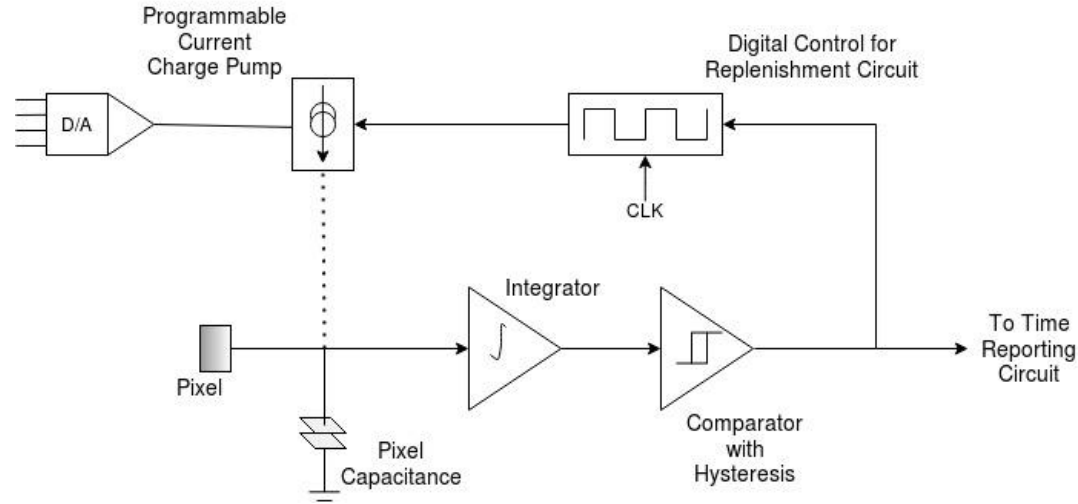 Programmable
Current
Charge Pump
Digital Control for
Replenishment Circuit
D/A
CLK
Integrator
To Time
Reporting
Circuit
Pixel
Pixel
Capacitance
Comparator
with
Hysteresis